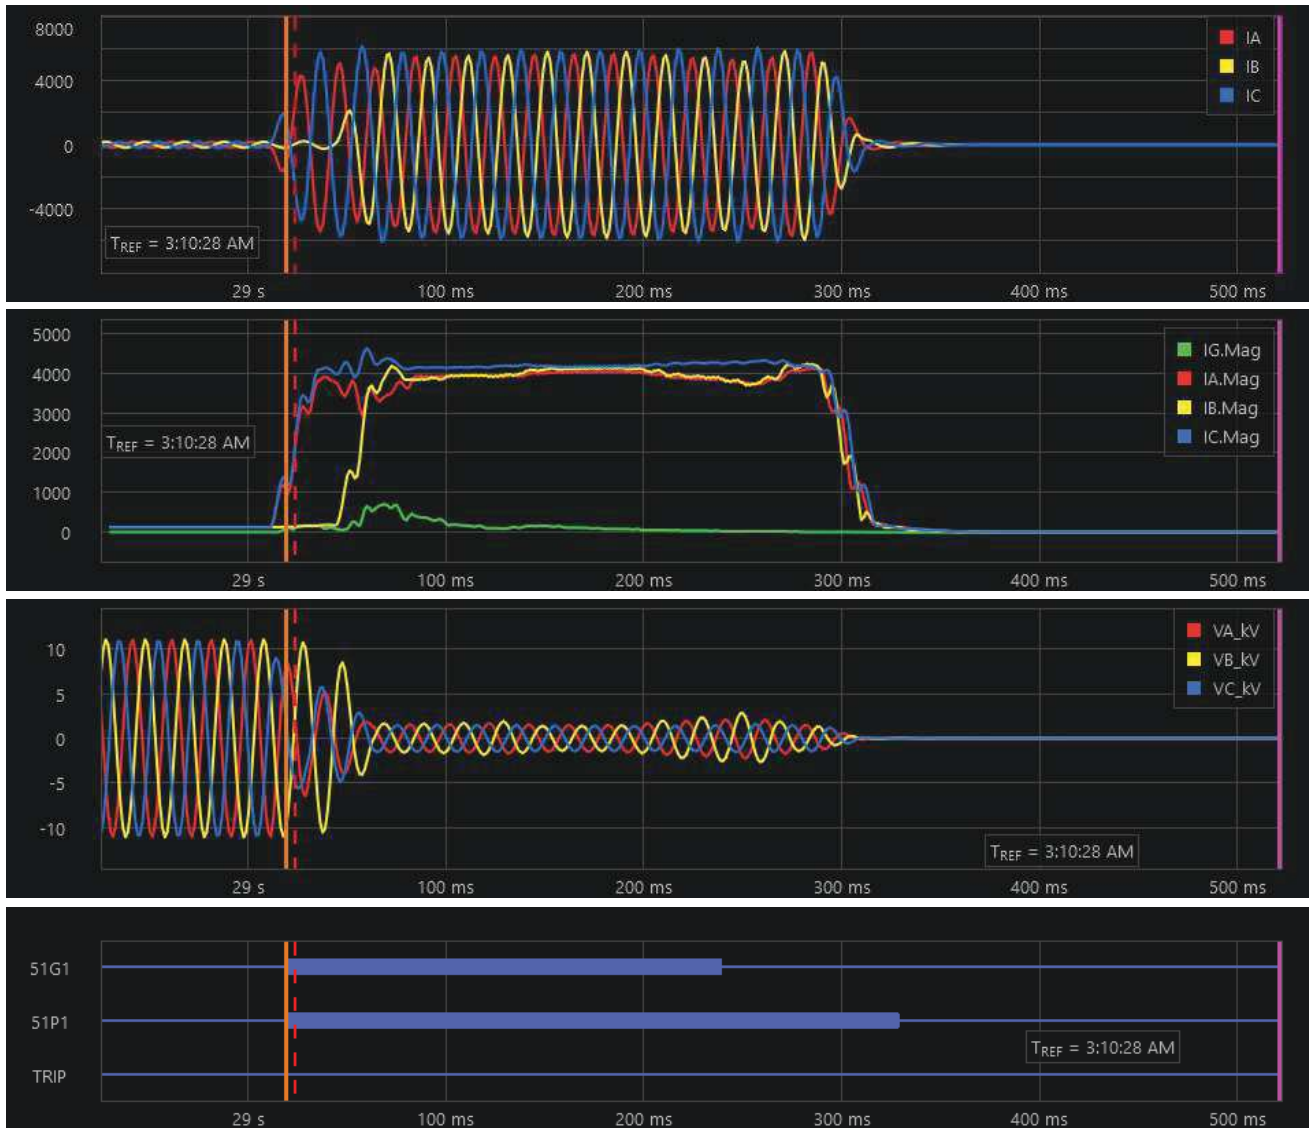 8000
4000
0
-4000
IA
IB
IC
T_REF = 3:10:28 AM
29 s 100 ms 200 ms 300 ms 400 ms 500 ms
5000
4000
3000
2000
1000
0
IG.Mag
IA.Mag
IB.Mag
IC.Mag
T_REF = 3:10:28 AM
29 s 100 ms 200 ms 300 ms 400 ms 500 ms
10
5
0
-5
-10
VA_kV
VB_kV
VC_kV
T_REF = 3:10:28 AM
29 s 100 ms 200 ms 300 ms 400 ms 500 ms
51G1
51P1
TRIP
T_REF = 3:10:28 AM
29 s 100 ms 200 ms 300 ms 400 ms 500 ms